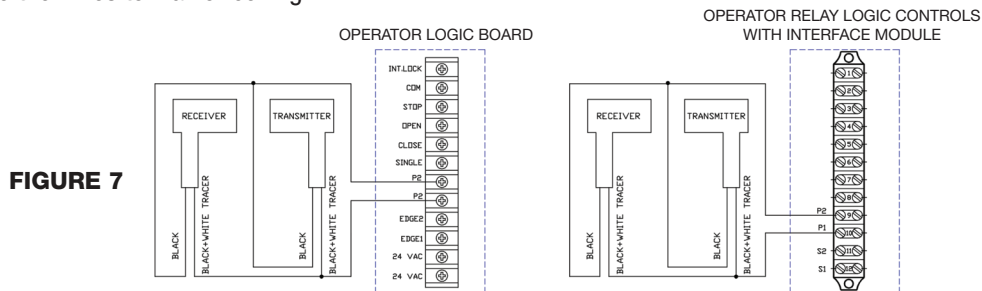 OPERATOR LOGIC BOARD
INT.LOCK
COM
STOP
OPEN
CLOSE
SINGLE
P2
P2
EDGE2
EDGE1
24 VAC
24 VAC
RECEIVER
TRANSMITTER
BLACK
BLACK+WHITE TRACER
BLACK
BLACK+WHITE TRACER
FIGURE 7
OPERATOR RELAY LOGIC CONTROLS
WITH INTERFACE MODULE
RECEIVER
TRANSMITTER
BLACK
BLACK+WHITE TRACER
BLACK
BLACK+WHITE TRACER
1
2
3
4
5
6
7
8
P2 9
P1 10
S2 11
S1 12